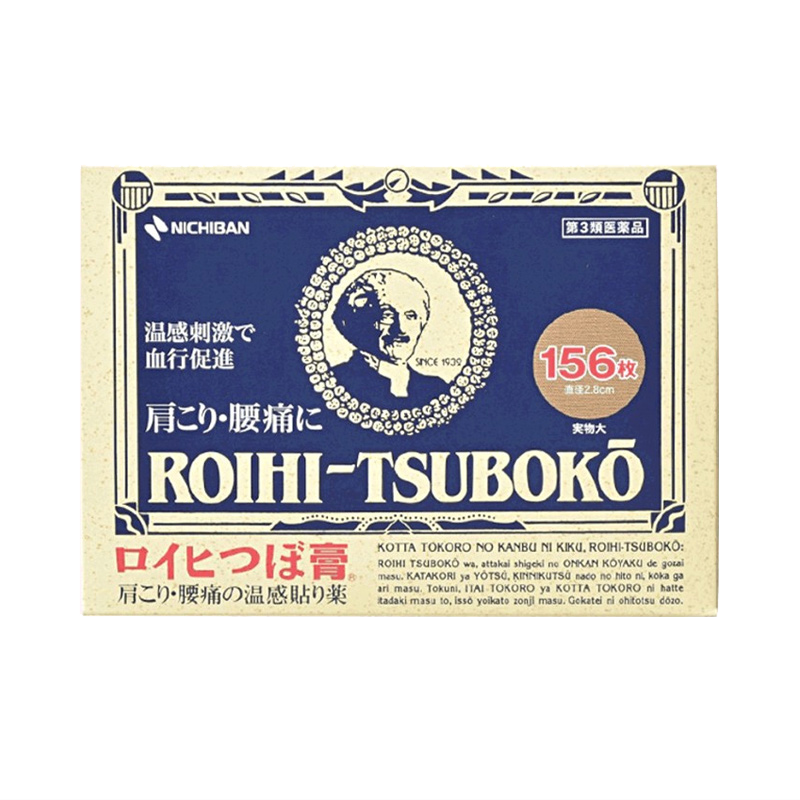 NICHIBAN
第3類医薬品
温感刺激で
血行促進
SINCE 1932
156枚
直径2.8cm
実物大
肩こり・腰痛に
ROIHI-TSUBOKŌ
ロイヒつぼ膏®
肩こり・腰痛の温感貼り薬
KOTTA TOKORO NO KANBU NI KIKU, ROIHI-TSUBOKŌ:
ROIHI TSUBOKŌ wa, attakai shigeki no ONKAN KŌYAKU de gozai
masu. KATAKORI ya YŌTSŪ, KINNIKUTSŪ nado no hito ni, kōka ga
ari masu. Tokuni, ITAI TOKORO ya KOTTA TOKORO ni hatte
itadaki masu to, issō yoikato zonji masu. Gokatei ni ohitotsu dōzo.